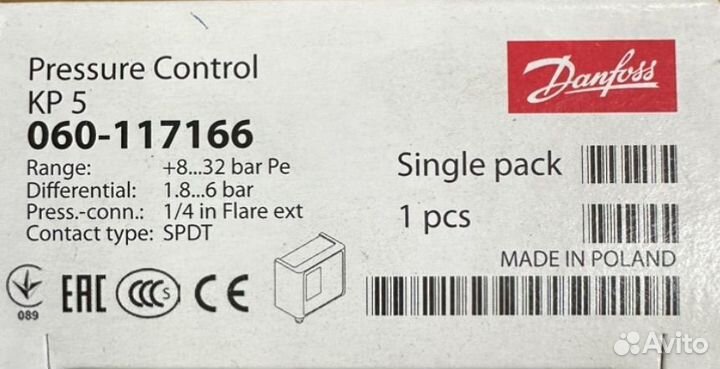 Pressure Control
KP 5
060-117166
Range: +8...32 bar Pe
Differential: 1.8...6 bar
Press.-conn.: 1/4 in Flare ext
Contact type: SPDT
Danfoss
Single pack
1 pcs
MADE IN POLAND
089
EAC
CCC S
CE
Avito